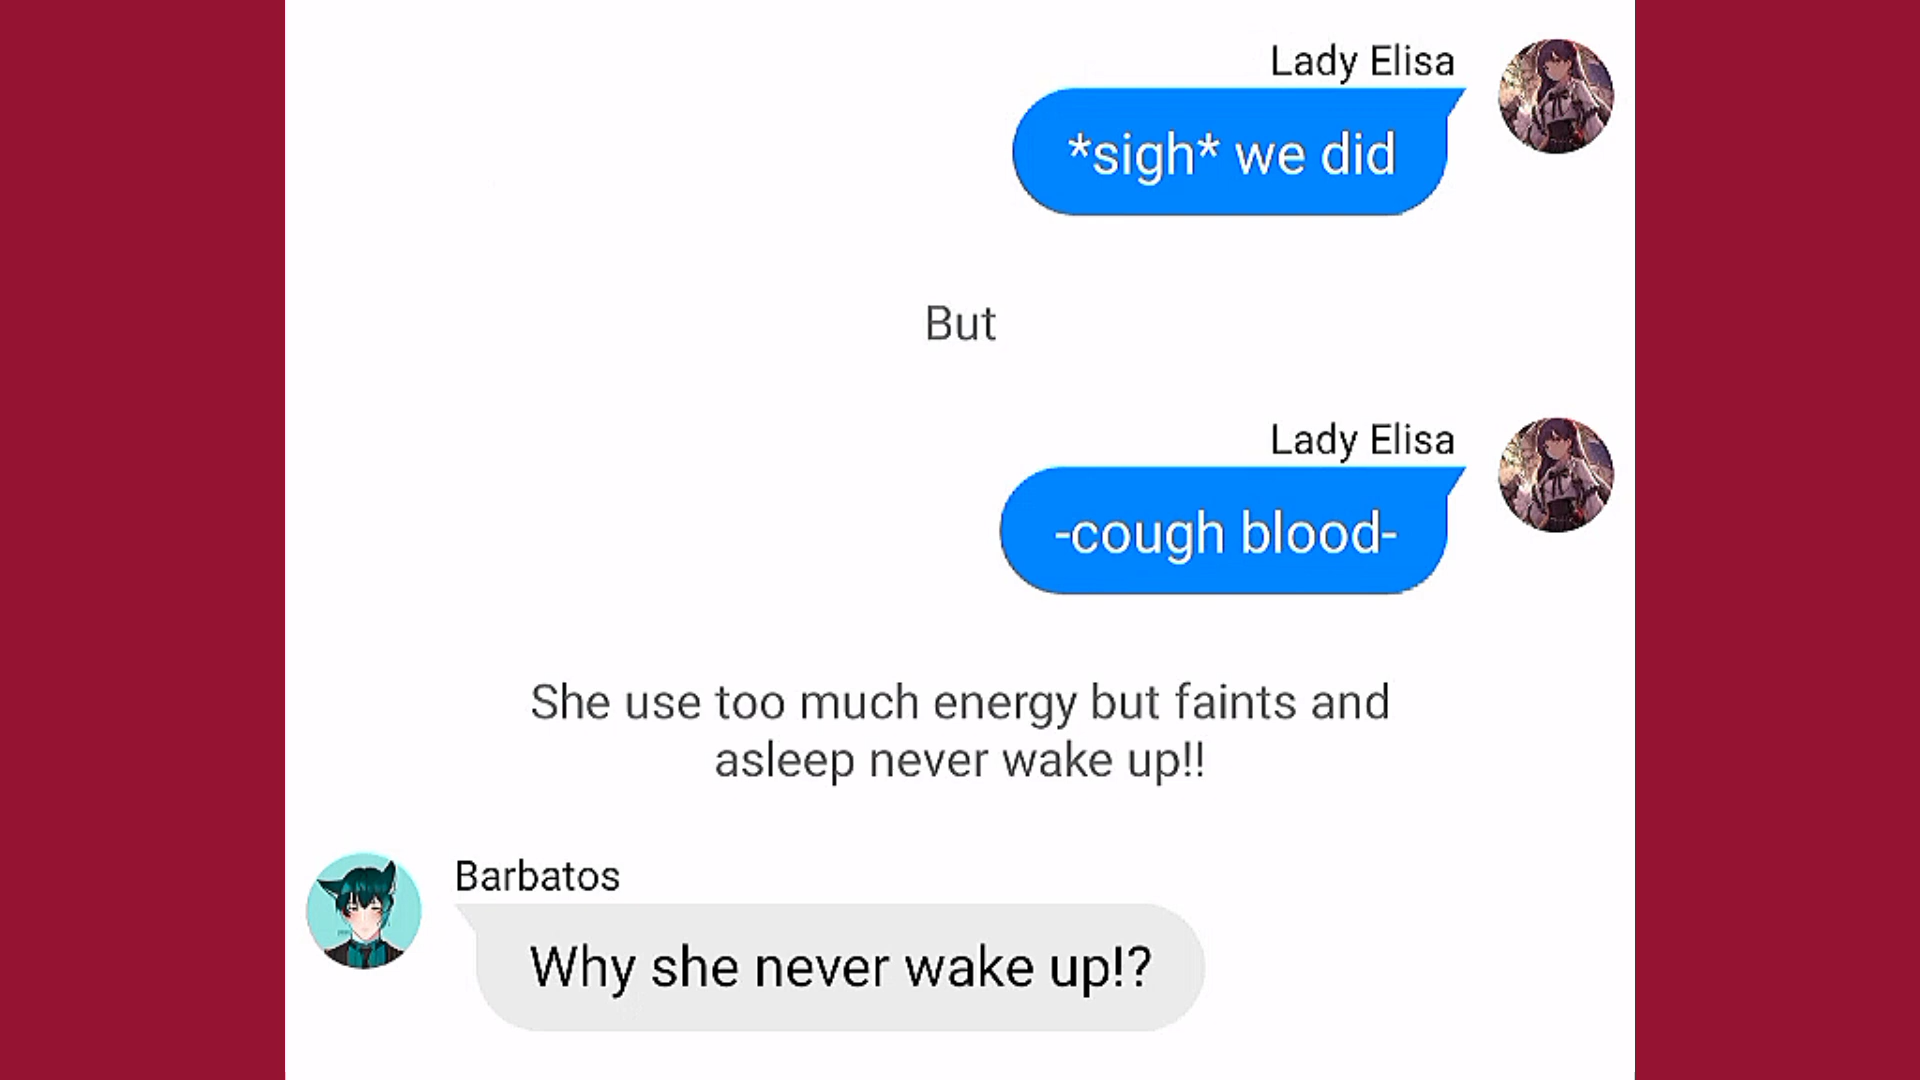 Lady Elisa
*sigh* we did
But
Lady Elisa
-cough blood-
She use too much energy but faints and
asleep never wake up!!
Barbatos
Why she never wake up!?